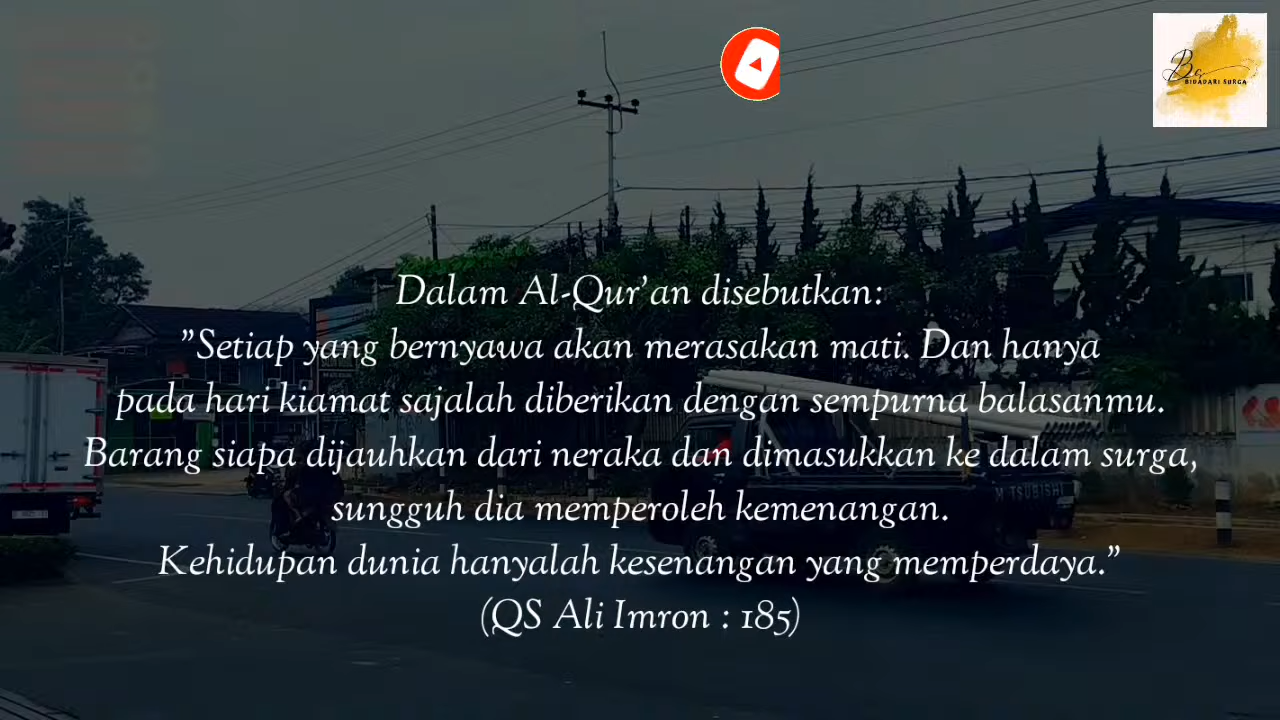 BIDADARI SURGA
Dalam Al-Qur'an disebutkan:
"Setiap yang bernyawa akan merasakan mati. Dan hanya
pada hari kiamat sajalah diberikan dengan sempurna balasanmu.
Barang siapa dijauhkan dari neraka dan dimasukkan ke dalam surga,
sungguh dia memperoleh kemenangan.
Kehidupan dunia hanyalah kesenangan yang memperdaya."
(QS Ali Imron : 185)
M TSUBISHI